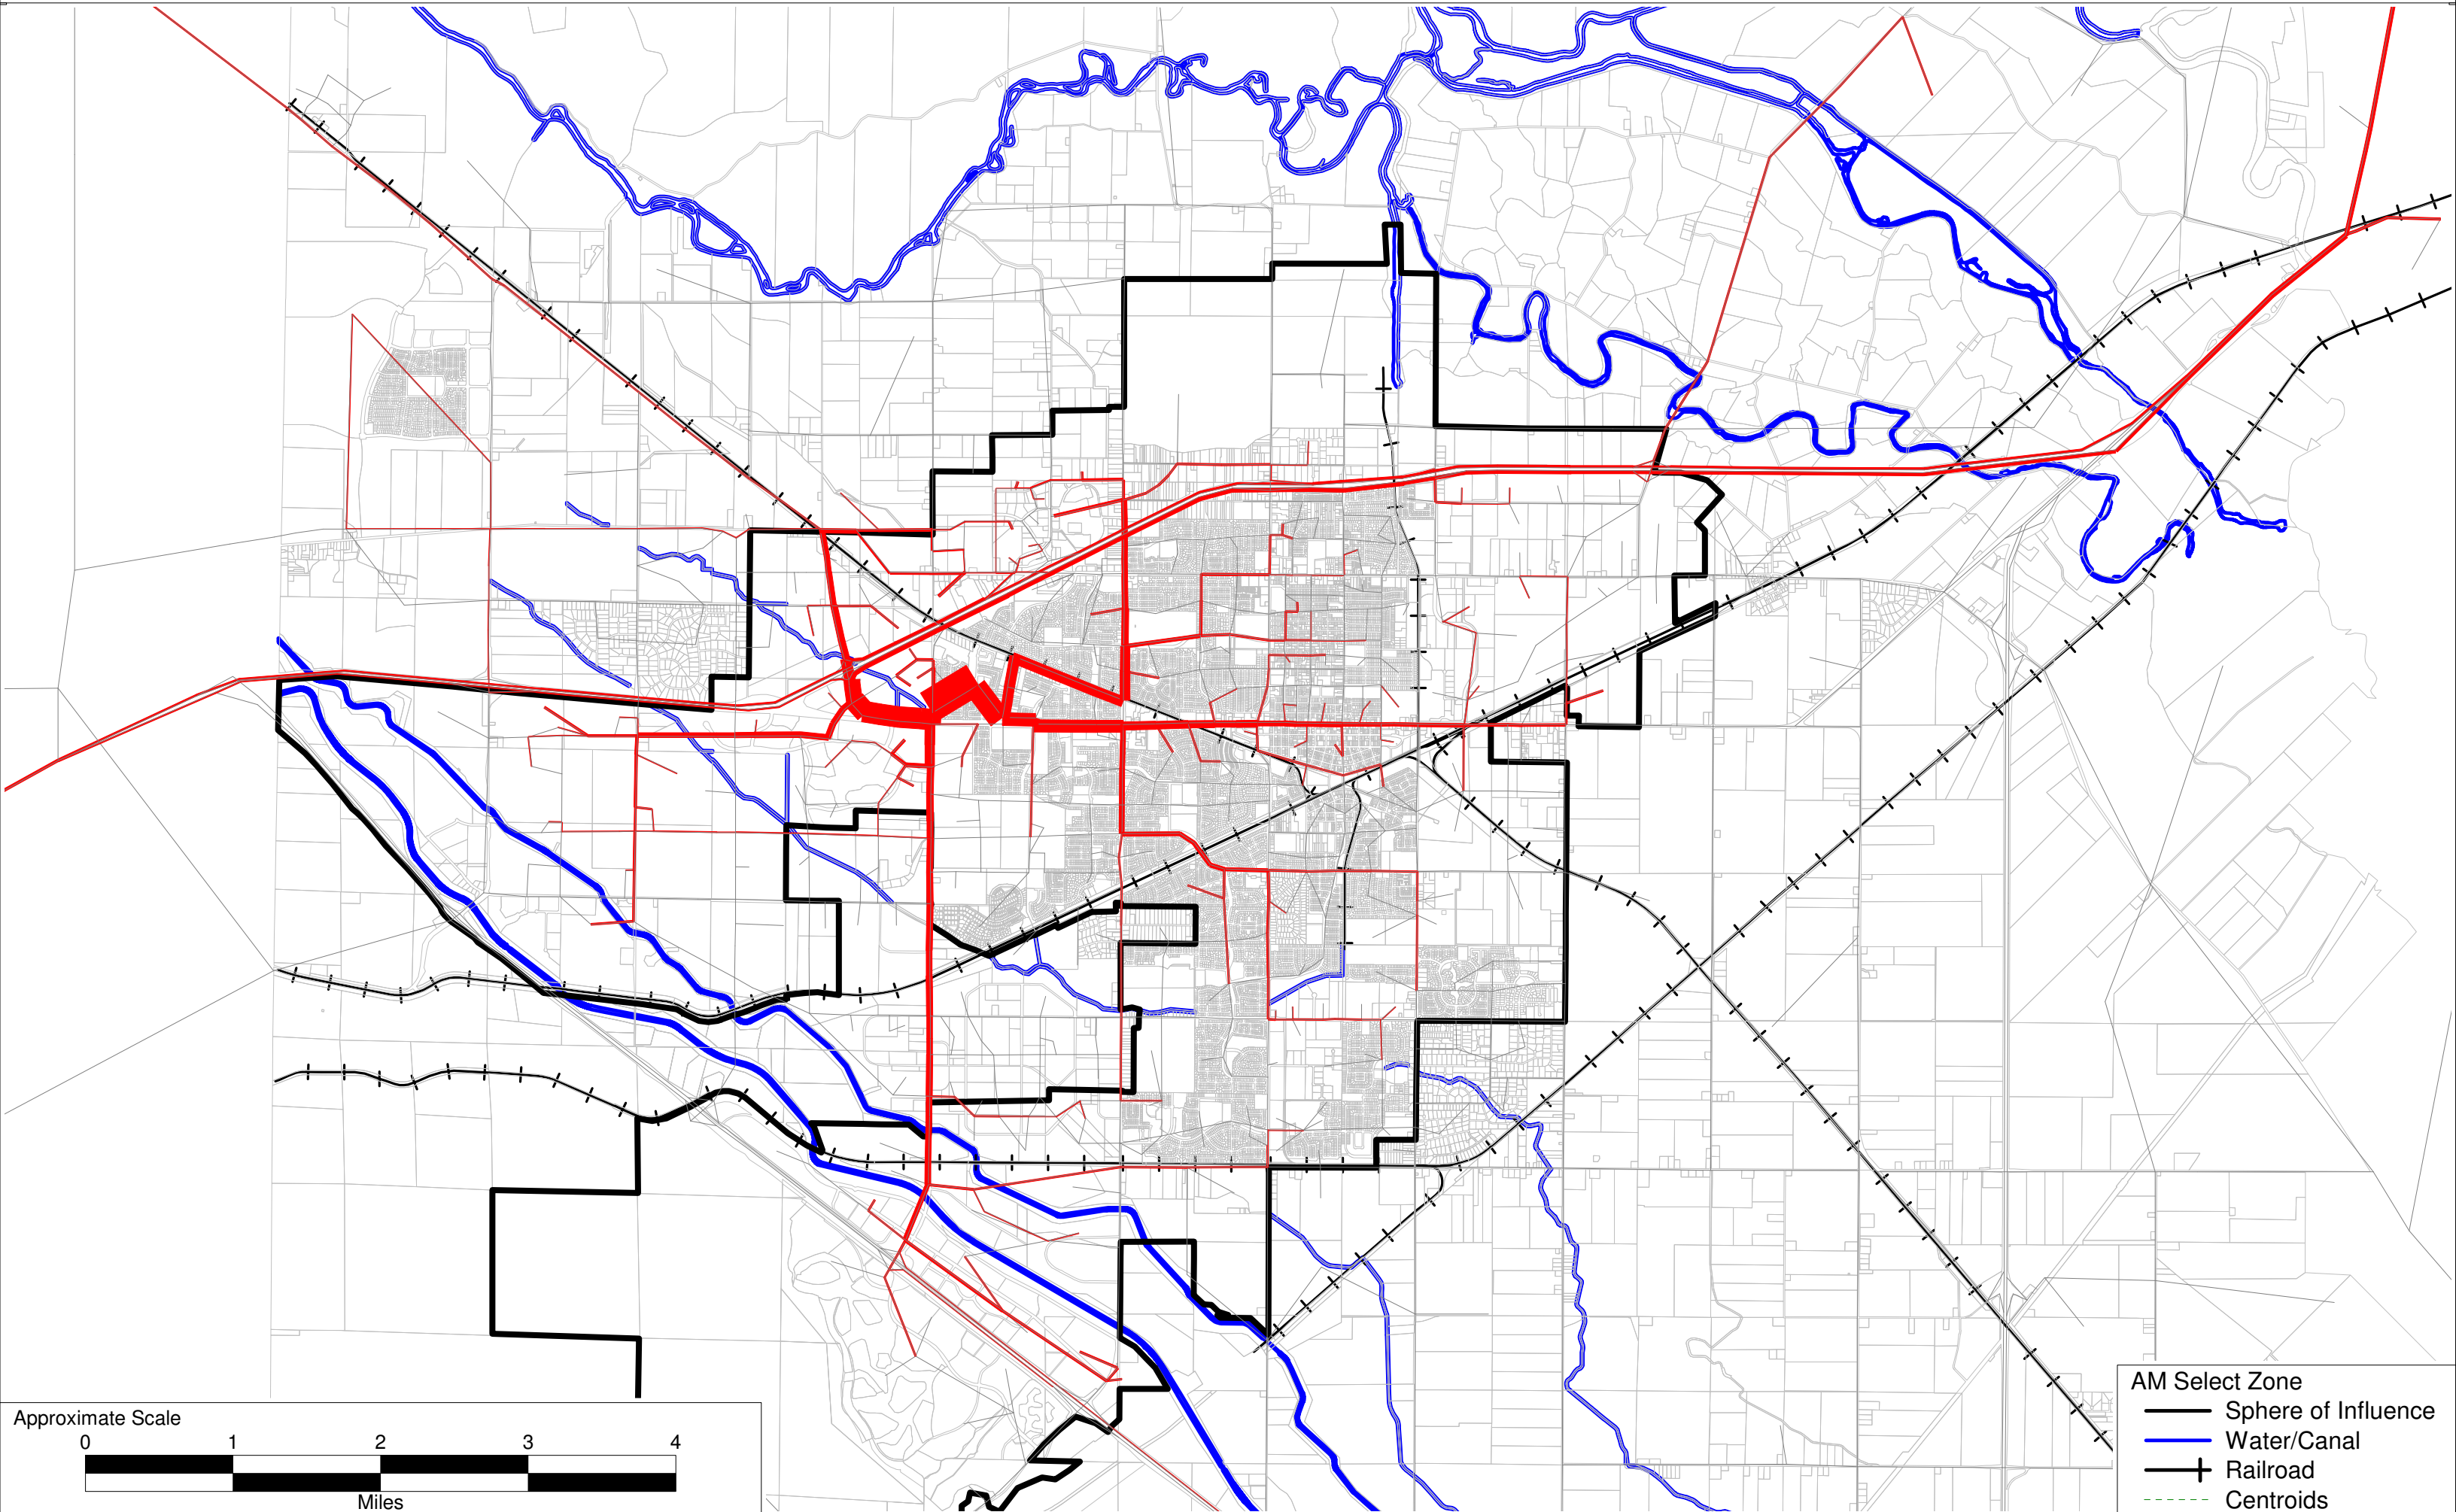 Approximate Scale
0 1 2 3 4
Miles
AM Select Zone
Sphere of Influence
Water/Canal
Railroad
Centroids